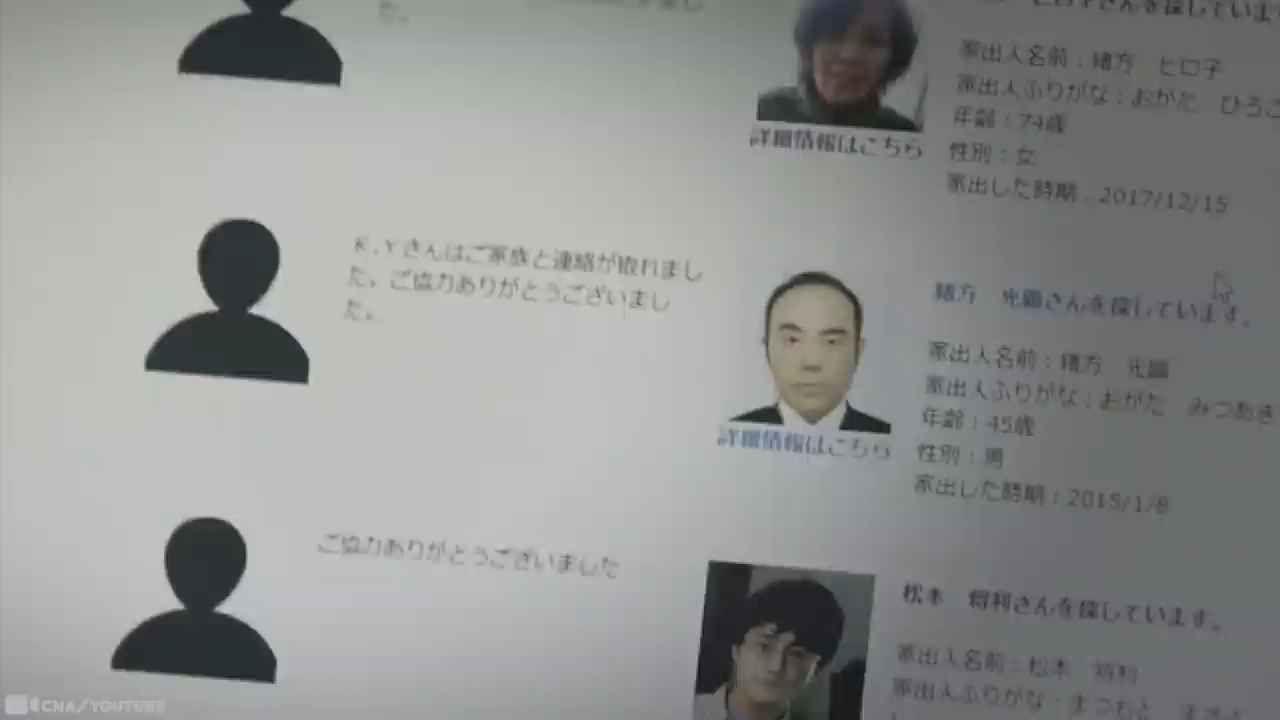 た。
さんを探しています
家出人名前：緒方 ヒロ子
家出人ふりがな：おがた ひろこ
年齢：74歳
性別：女
家出した時期：2017/12/15
詳細情報はこちら
K.Yさんはご家族と連絡が取れまし
た。ご協力ありがとうございまし
た。
緒方 さんを探しています。
家出人名前：緒方
家出人ふりがな：おがた みつあき
年齢：45歳
性別：男
家出した時期：2015/1/8
詳細情報はこちら
ご協力ありがとうございました
松本 将利さんを探しています。
家出人名前：松本 将利
家出人ふりがな：まつもと
CNA/YOUTUBE